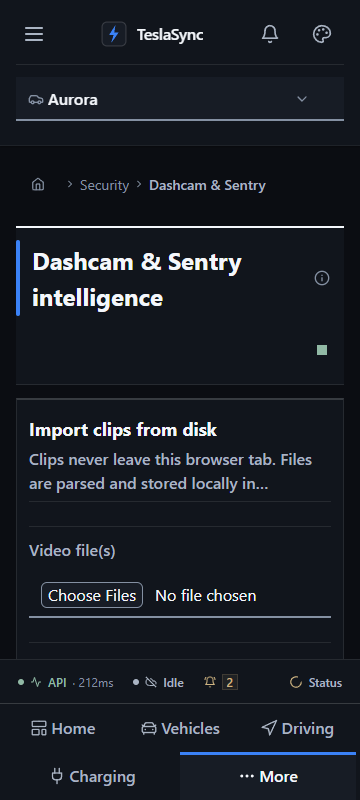 TeslaSync
Aurora
Security
Dashcam & Sentry
Dashcam & Sentry
intelligence
Import clips from disk
Clips never leave this browser tab. Files
are parsed and stored locally in...
Video file(s)
Choose Files No file chosen
API · 212ms Idle 2 Status
Home Vehicles Driving
Charging More